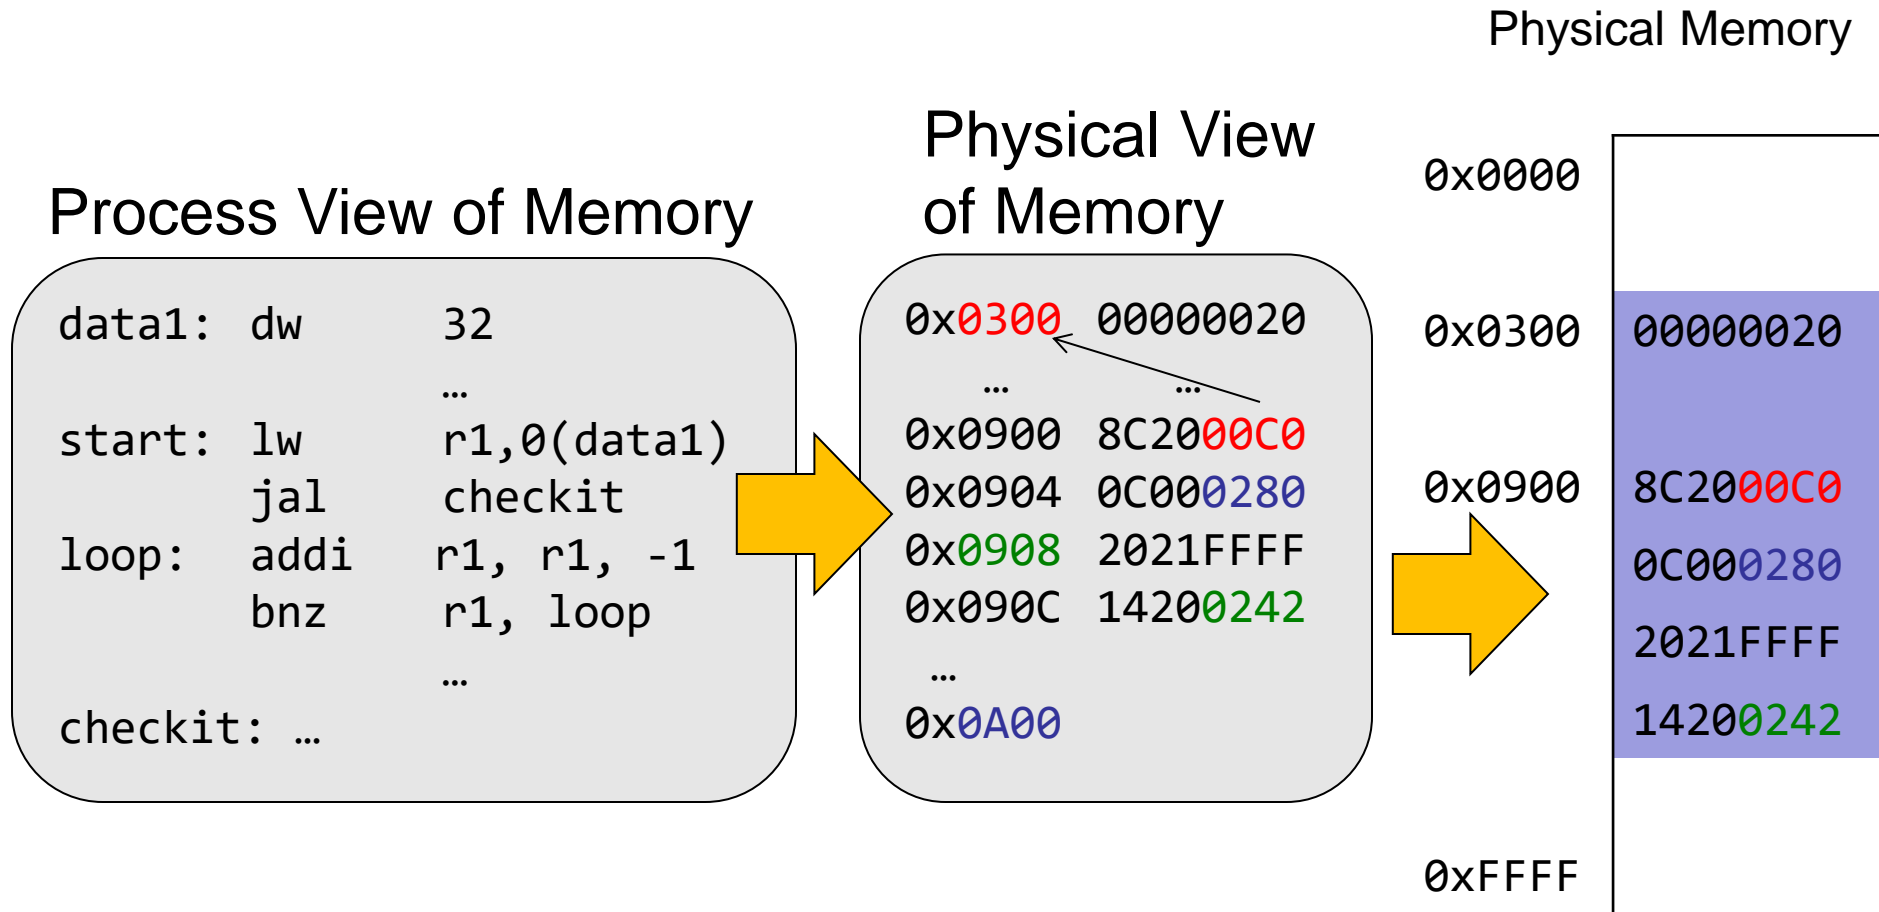 Physical Memory
Process View of Memory
data1: dw 32
…
start: lw r1,0(data1)
jal checkit
loop: addi r1, r1, -1
bnz r1, loop
…
checkit: …
Physical View
of Memory
0x0300 00000020
… …
0x0900 8C2000C0
0x0904 0C000280
0x0908 2021FFFF
0x090C 14200242
…
0x0A00
0x0000
0x0300 00000020
0x0900 8C2000C0
0C000280
2021FFFF
14200242
0xFFFF